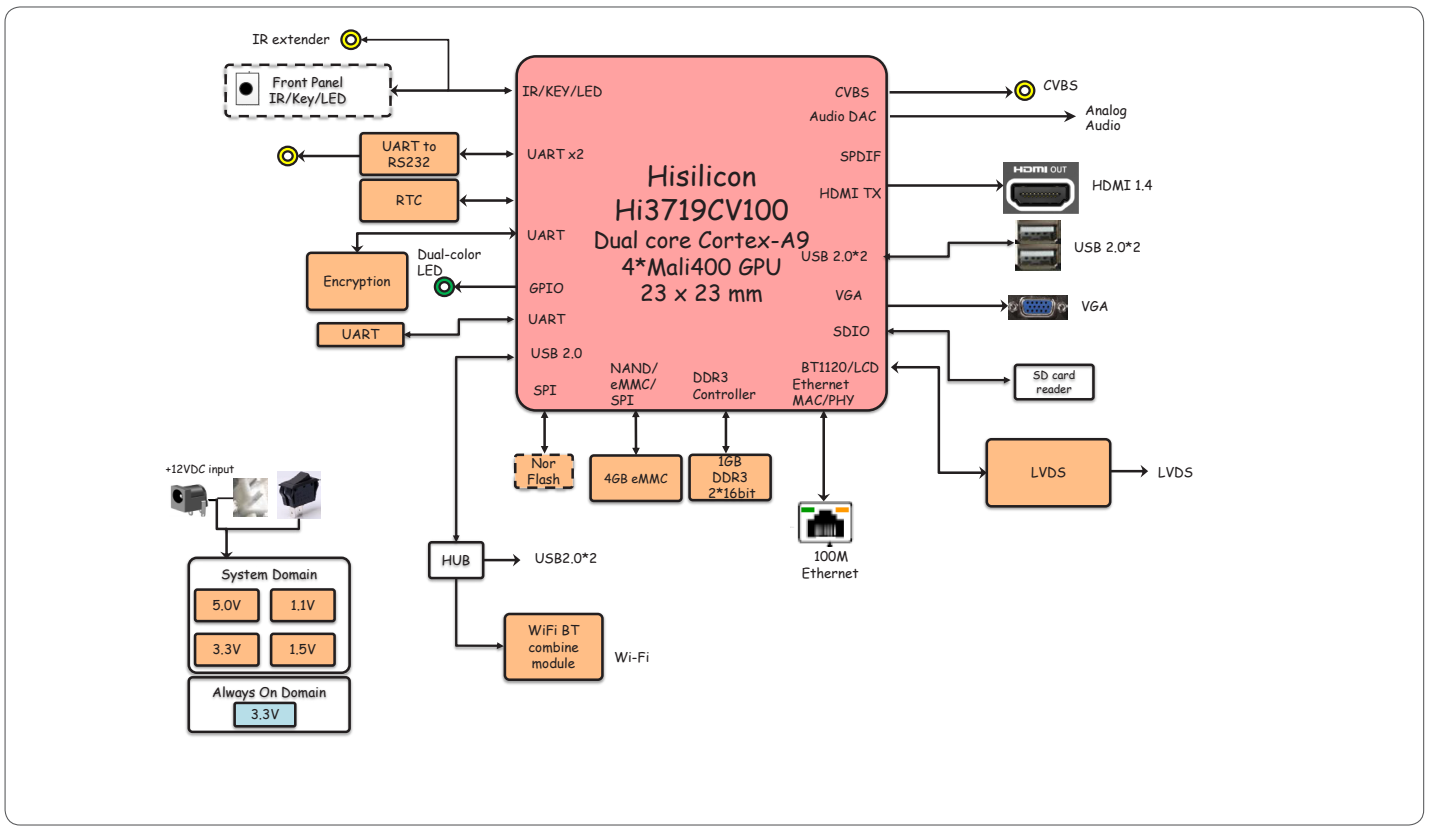 IR extender
Front Panel
IR/Key/LED
IR/KEY/LED
UART to
RS232
UART x2
RTC
UART
Encryption
Dual-color
LED
GPIO
UART
UART
USB 2.0
SPI
NAND/
eMMC/
SPI
DDR3
Controller
Hisilicon
Hi3719CV100
Dual core Cortex-A9
4*Mali400 GPU
23 x 23 mm
CVBS
Audio DAC
SPDIF
HDMI TX
USB 2.0*2
VGA
SDIO
BT1120/LCD
Ethernet
MAC/PHY
CVBS
Analog
Audio
HDMI OUT
HDMI 1.4
USB 2.0*2
VGA
SD card
reader
LVDS
LVDS
Nor
Flash
4GB eMMC
1GB
DDR3
2*16bit
100M
Ethernet
HUB
USB2.0*2
WiFi BT
combine
module
Wi-Fi
+12VDC input
System Domain
5.0V
1.1V
3.3V
1.5V
Always On Domain
3.3V